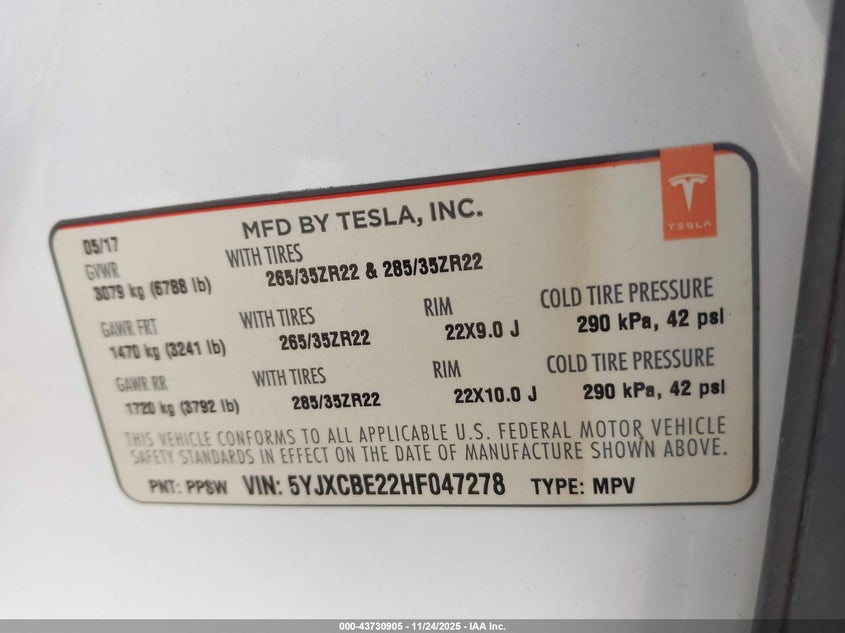 MFD BY TESLA, INC.
TESLA
05/17
GVWR
3079 kg (6788 lb)
WITH TIRES
265/35ZR22 & 285/35ZR22
GAWR FRT
1470 kg (3241 lb)
WITH TIRES
265/35ZR22
RIM
22X9.0 J
COLD TIRE PRESSURE
290 kPa, 42 psi
GAWR RR
1720 kg (3792 lb)
WITH TIRES
285/35ZR22
RIM
22X10.0 J
COLD TIRE PRESSURE
290 kPa, 42 psi
THIS VEHICLE CONFORMS TO ALL APPLICABLE U.S. FEDERAL MOTOR VEHICLE
SAFETY STANDARDS IN EFFECT ON THE DATE OF MANUFACTURE SHOWN ABOVE.
PNT: PPSW VIN: 5YJXCBE22HF047278 TYPE: MPV
000-43730905 - 11/24/2025 - IAA Inc.